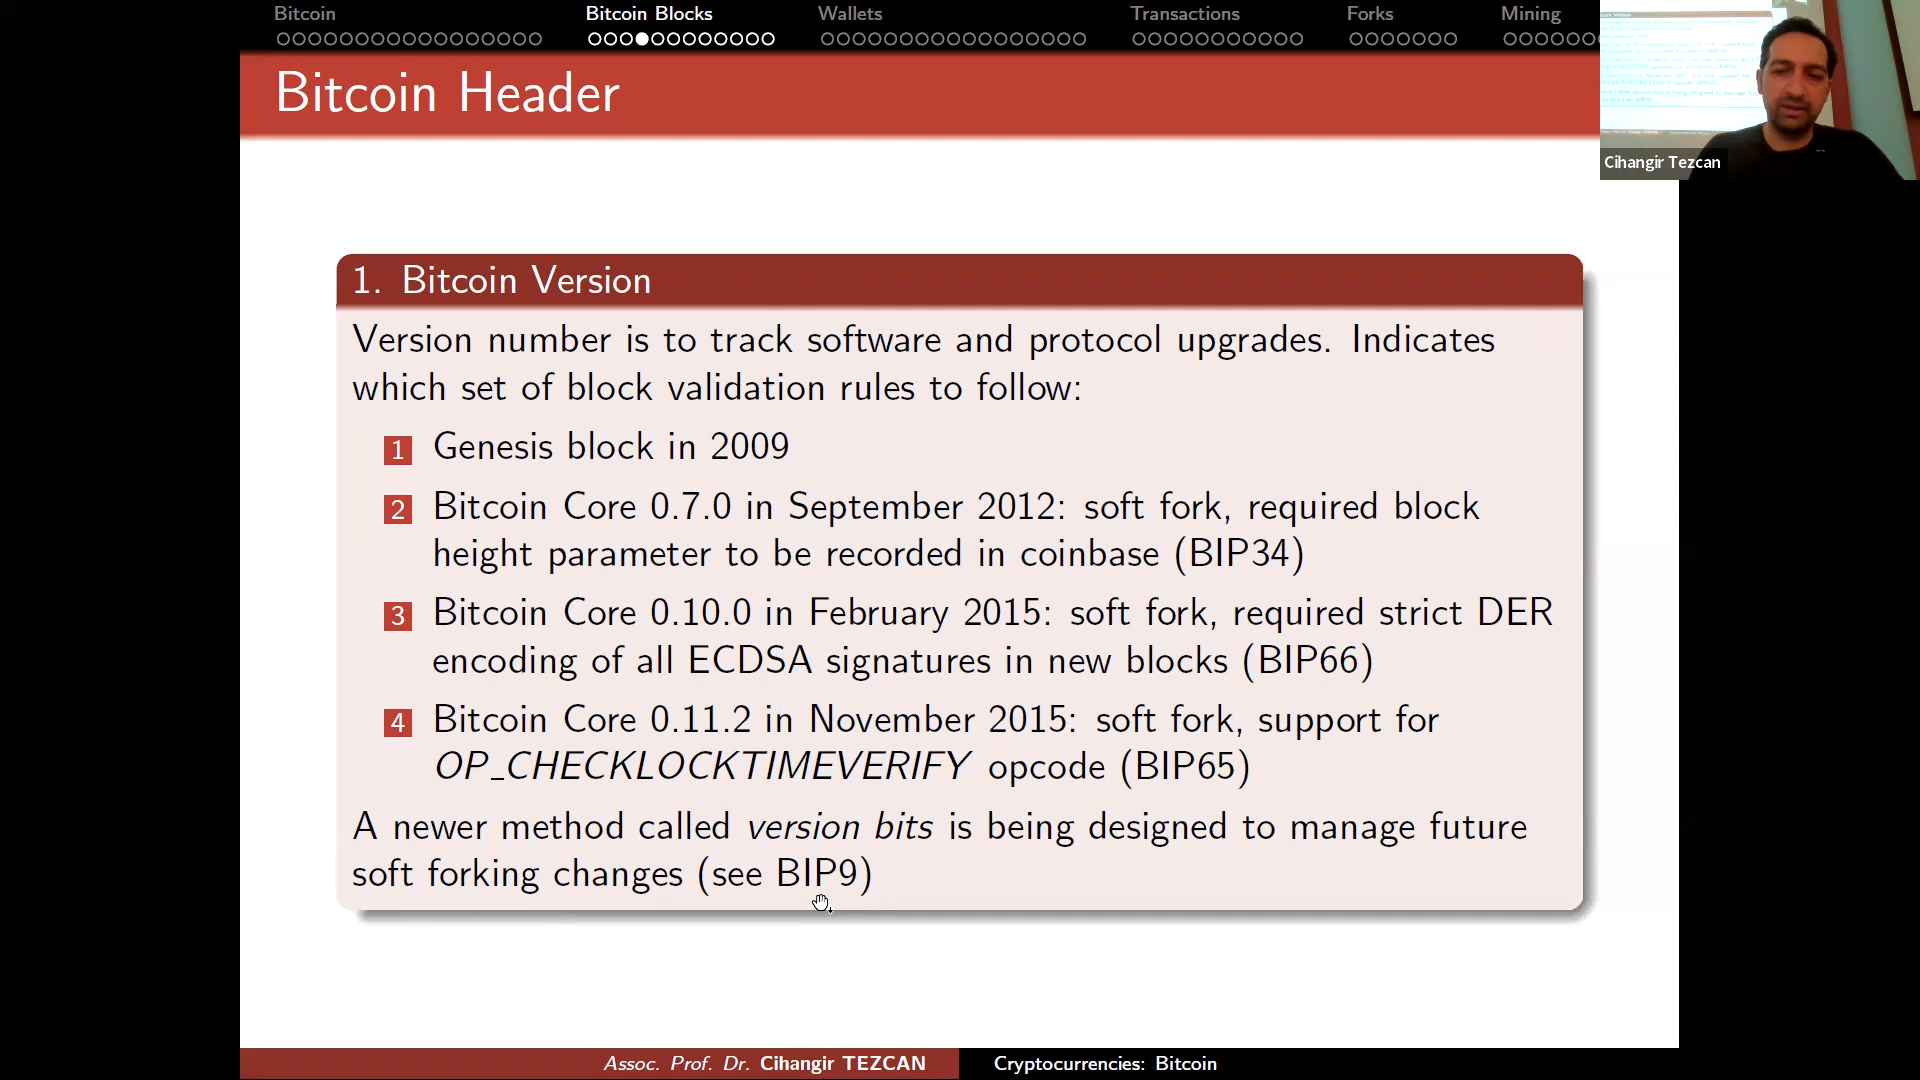 Bitcoin Bitcoin Blocks Wallets Transactions Forks Mining
Bitcoin Header
Cihangir Tezcan
1. Bitcoin Version
Version number is to track software and protocol upgrades. Indicates
which set of block validation rules to follow:
1 Genesis block in 2009
2 Bitcoin Core 0.7.0 in September 2012: soft fork, required block
height parameter to be recorded in coinbase (BIP34)
3 Bitcoin Core 0.10.0 in February 2015: soft fork, required strict DER
encoding of all ECDSA signatures in new blocks (BIP66)
4 Bitcoin Core 0.11.2 in November 2015: soft fork, support for
OP_CHECKLOCKTIMEVERIFY opcode (BIP65)
A newer method called version bits is being designed to manage future
soft forking changes (see BIP9)
Assoc. Prof. Dr. Cihangir TEZCAN Cryptocurrencies: Bitcoin